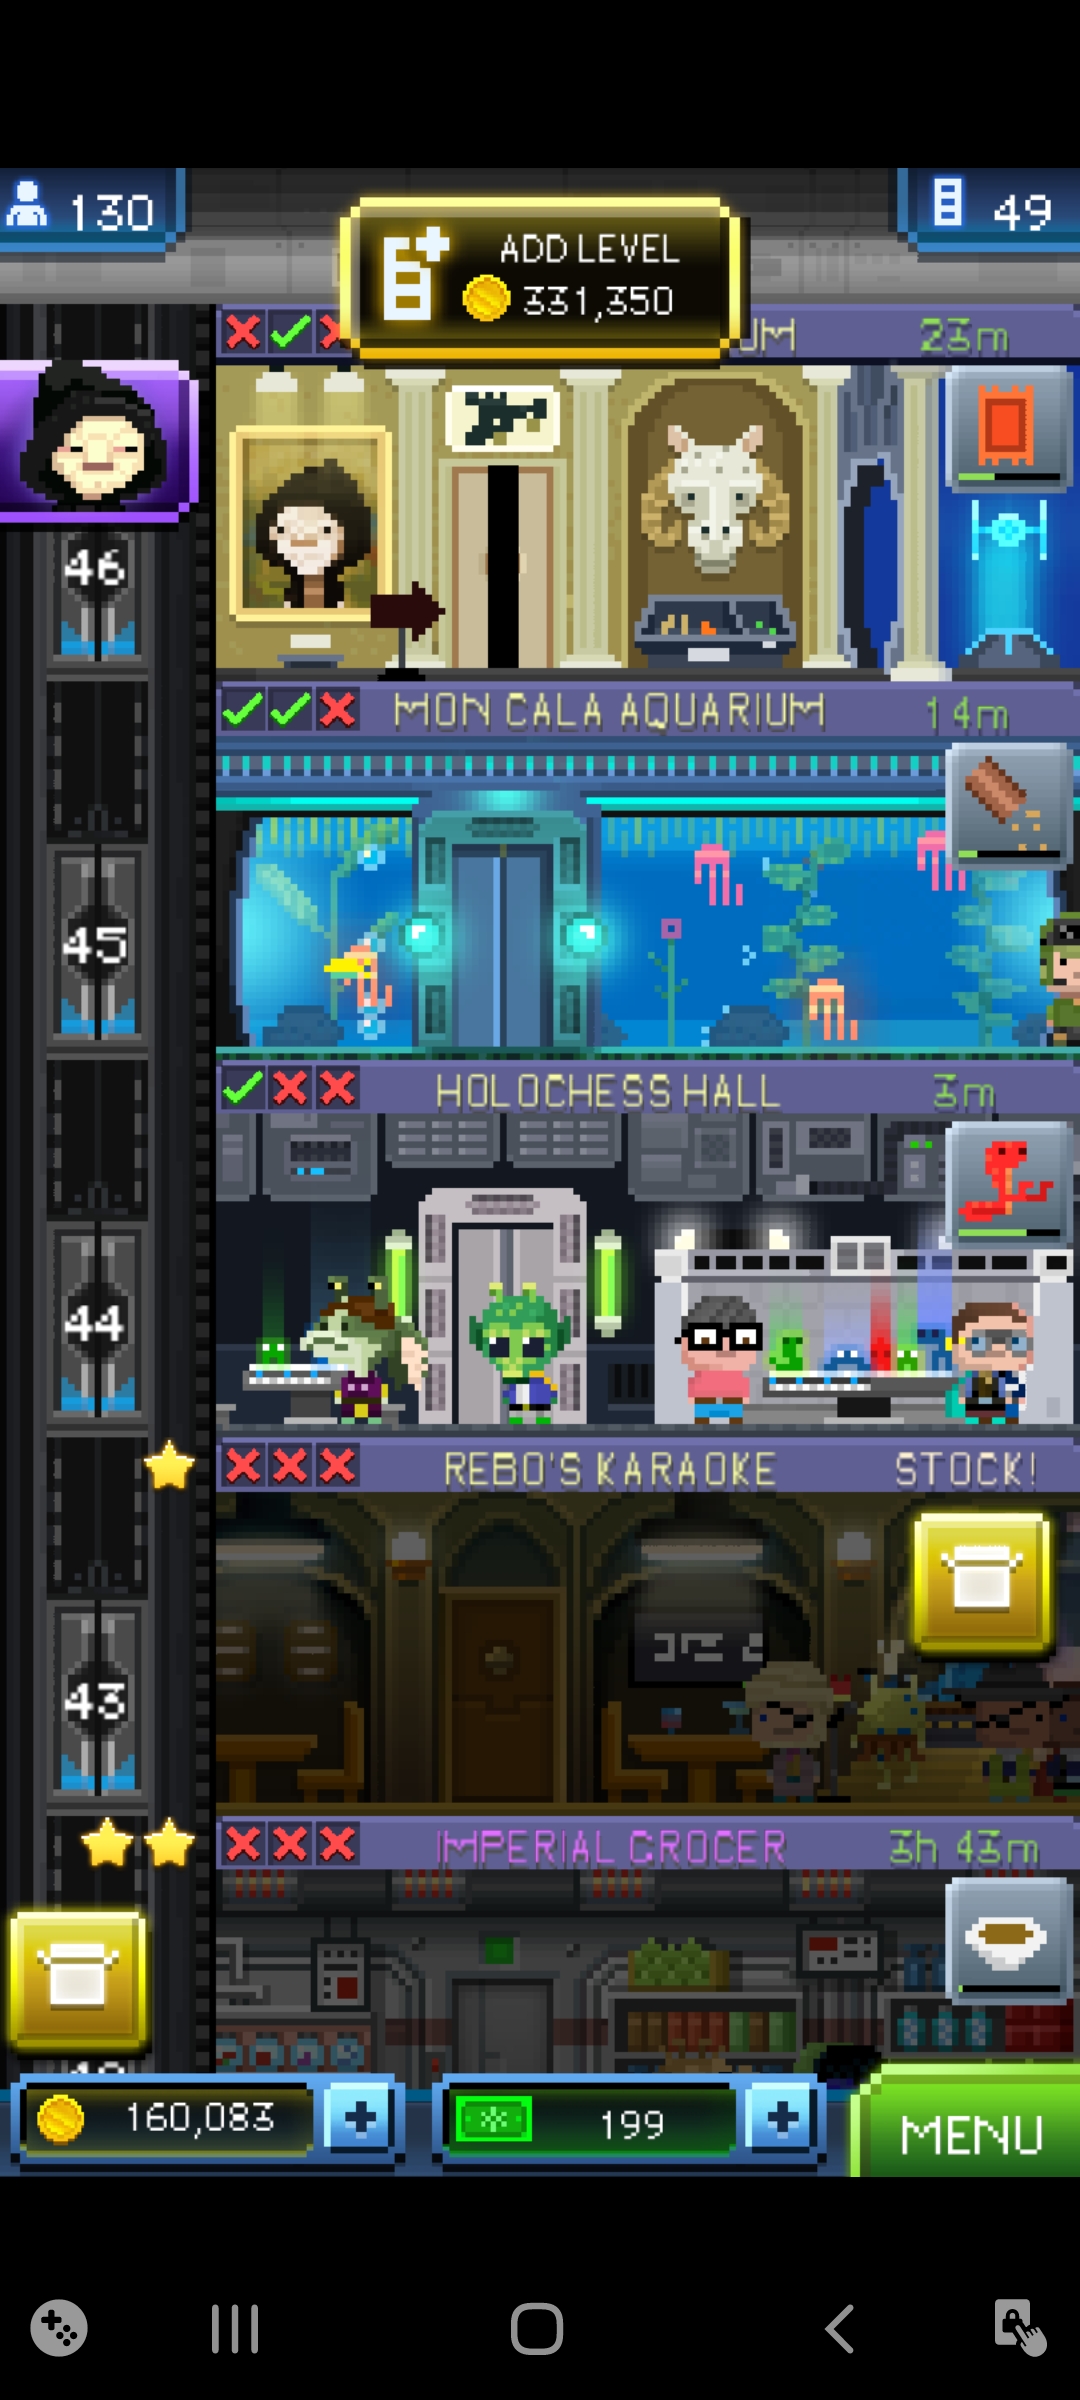 130
ADD LEVEL
331,350
49
UM 23m
46
MON CALA AQUARIUM 14m
45
HOLOCHESS HALL 3m
44
REBO'S KARAOKE STOCK!
43
IMPERIAL GROCER 3h 43m
160,083
199
MENU